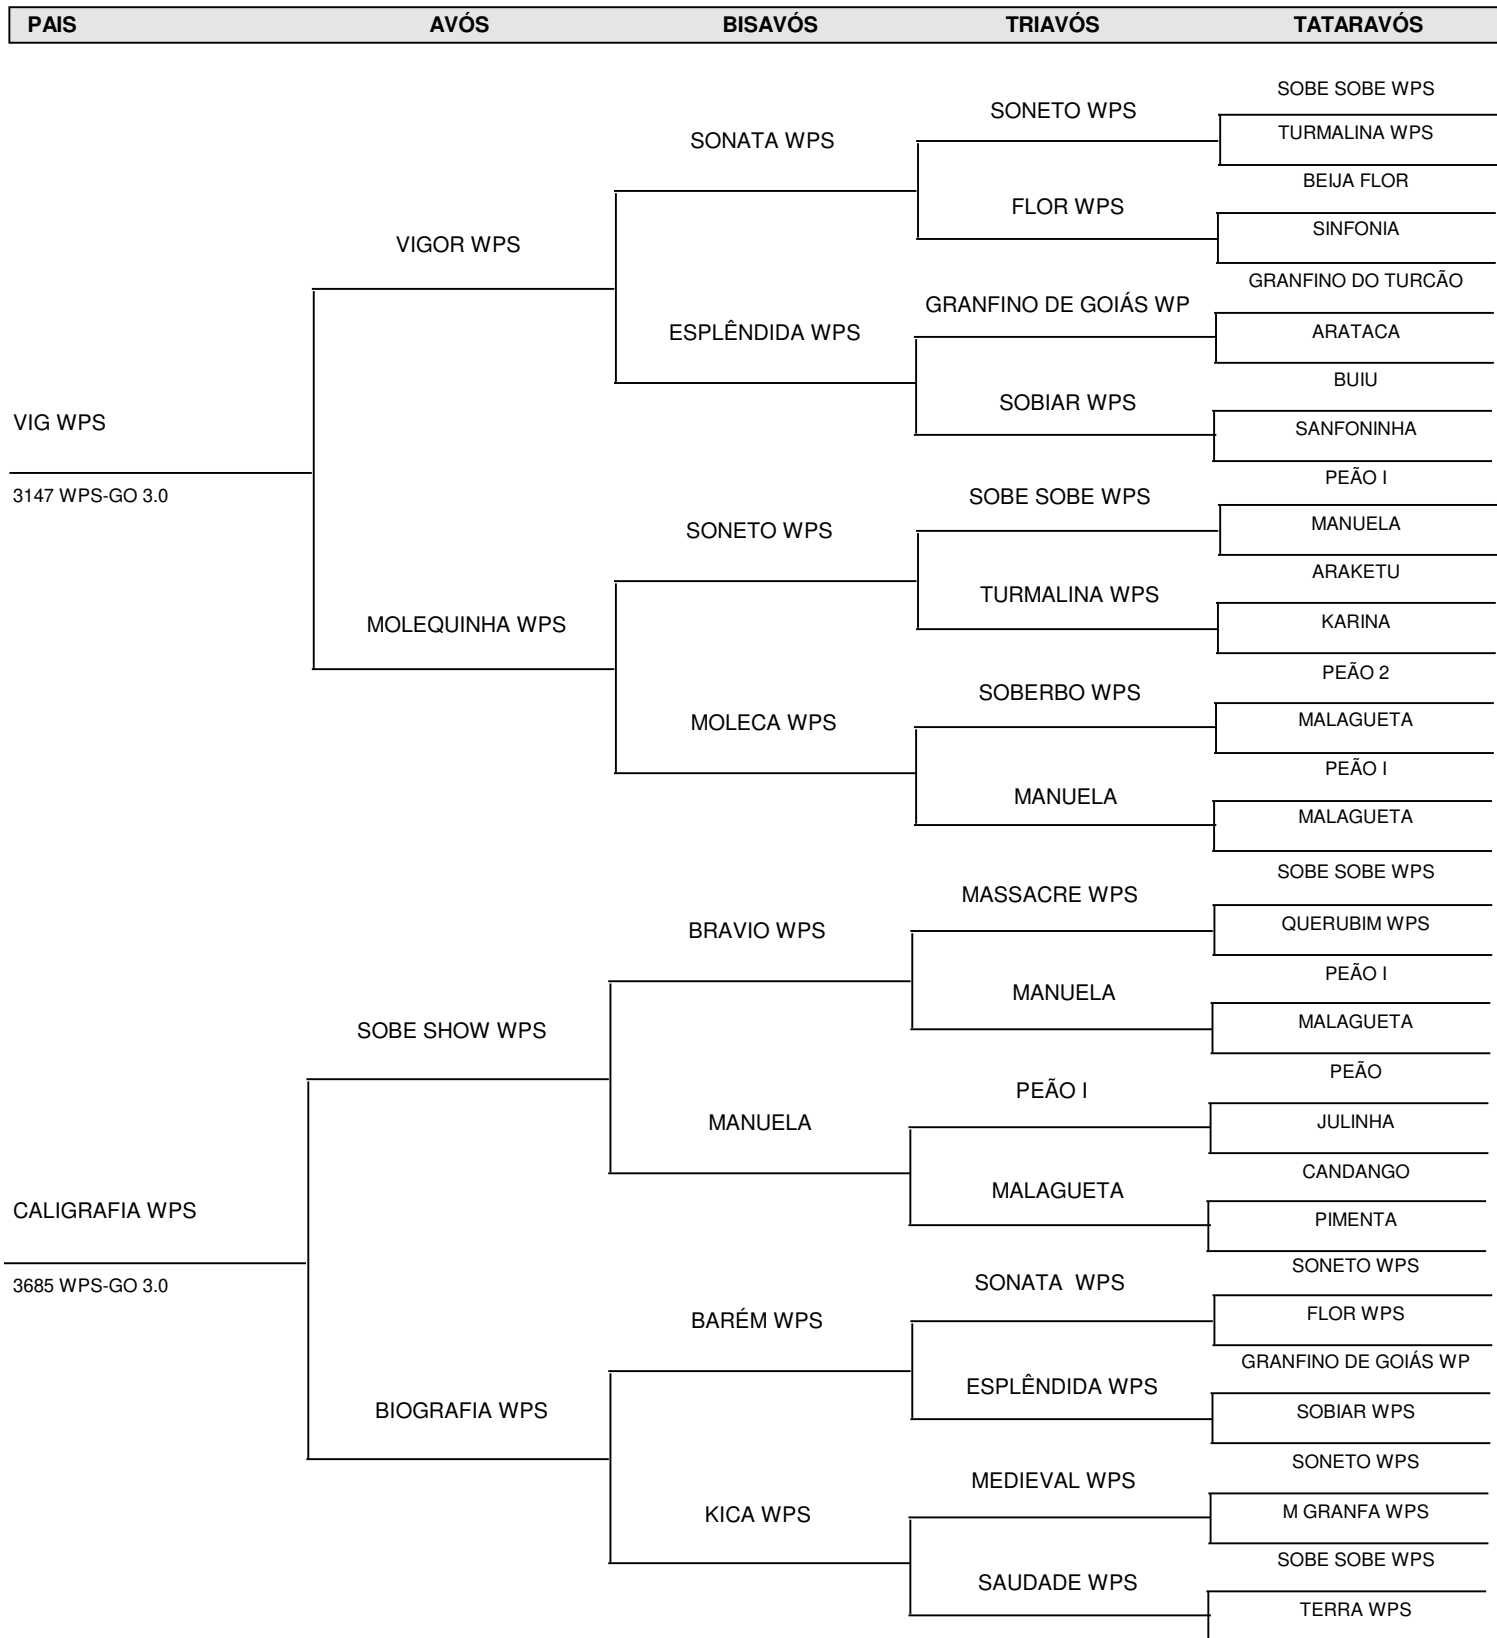 PAIS AVÓS BISAVÓS TRIAVÓS TATARAVÓS
SOBE SOBE WPS
SONETO WPS
TURMALINA WPS
SONATA WPS
BEIJA FLOR
FLOR WPS
SINFONIA
VIGOR WPS
GRANFINO DO TURCÃO
GRANFINO DE GOIÁS WP
ARATACA
ESPLÊNDIDA WPS
BUIU
SOBIAR WPS
VIG WPS
SANFONINHA
PEÃO I
3147 WPS-GO 3.0
SOBE SOBE WPS
MANUELA
SONETO WPS
ARAKETU
TURMALINA WPS
KARINA
MOLEQUINHA WPS
PEÃO 2
SOBERBO WPS
MALAGUETA
MOLECA WPS
PEÃO I
MANUELA
MALAGUETA
SOBE SOBE WPS
MASSACRE WPS
QUERUBIM WPS
BRAVIO WPS
PEÃO I
MANUELA
MALAGUETA
SOBE SHOW WPS
PEÃO
PEÃO I
JULINHA
MANUELA
CANDANGO
MALAGUETA
CALIGRAFIA WPS
PIMENTA
SONETO WPS
3685 WPS-GO 3.0
SONATA WPS
FLOR WPS
BARÉM WPS
GRANFINO DE GOIÁS WP
ESPLÊNDIDA WPS
BIOGRAFIA WPS
SOBIAR WPS
SONETO WPS
MEDIEVAL WPS
M GRANFA WPS
KICA WPS
SOBE SOBE WPS
SAUDADE WPS
TERRA WPS